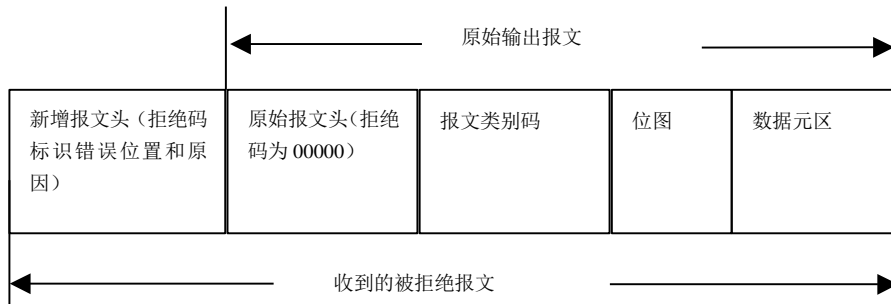 原始输出报文
新增报文头（拒绝码
标识错误位置和原
因）
原始报文头（拒绝
码为 00000）
报文类别码
位图
数据元区
收到的被拒绝报文